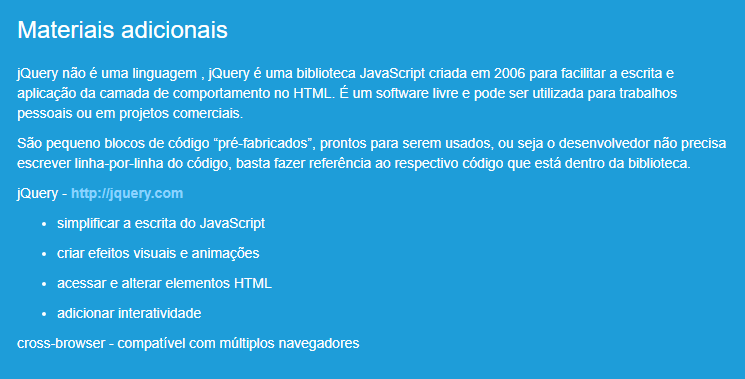 Materiais adicionais
jQuery não é uma linguagem , jQuery é uma biblioteca JavaScript criada em 2006 para facilitar a escrita e
aplicação da camada de comportamento no HTML. É um software livre e pode ser utilizada para trabalhos
pessoais ou em projetos comerciais.
São pequeno blocos de código “pré-fabricados”, prontos para serem usados, ou seja o desenvolvedor não precisa
escrever linha-por-linha do código, basta fazer referência ao respectivo código que está dentro da biblioteca.
jQuery - http://jquery.com
• simplificar a escrita do JavaScript
• criar efeitos visuais e animações
• acessar e alterar elementos HTML
• adicionar interatividade
cross-browser - compatível com múltiplos navegadores